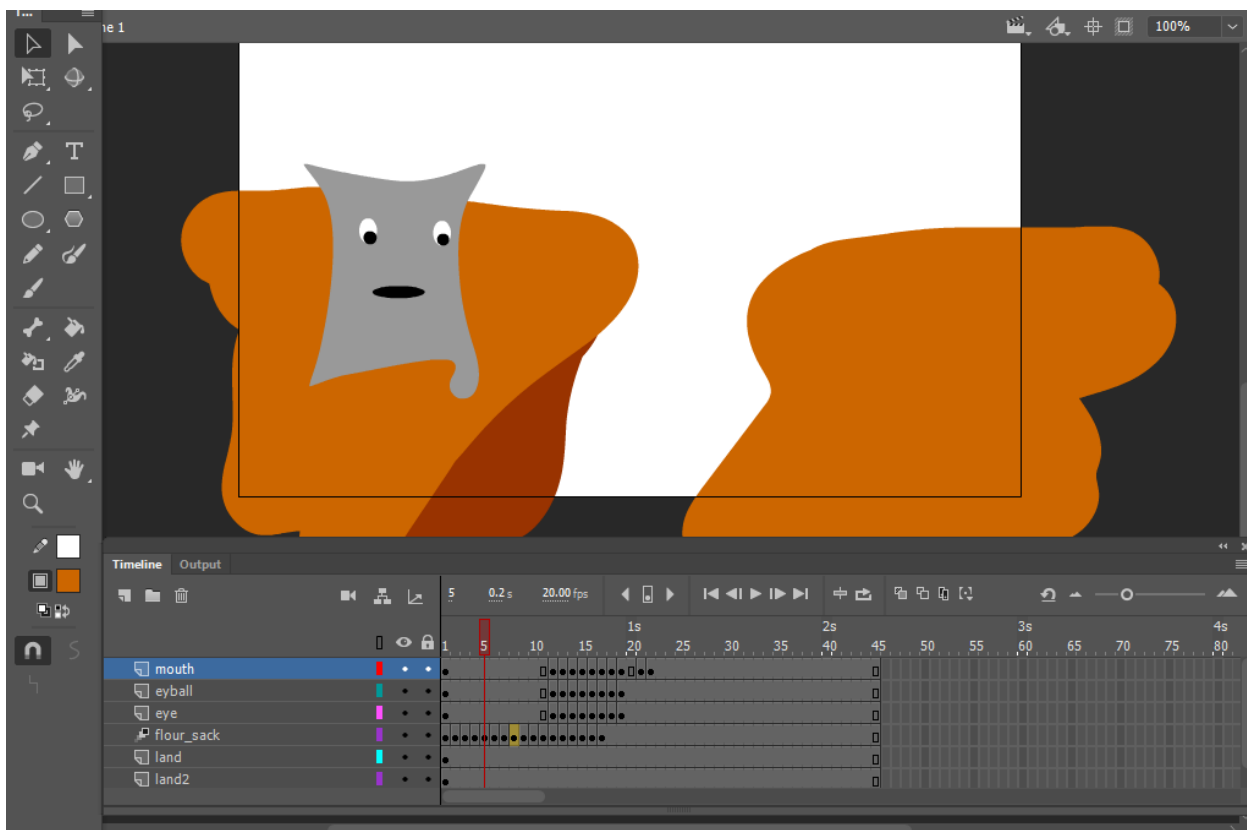 T...
ne 1
100%
T
Timeline Output
5 0.2 s 20.00 fps
1s 2s 3s 4s
1 5 10 15 20 25 30 35 40 45 50 55 60 65 70 75 80
mouth
eyball
eye
flour_sack
land
land2